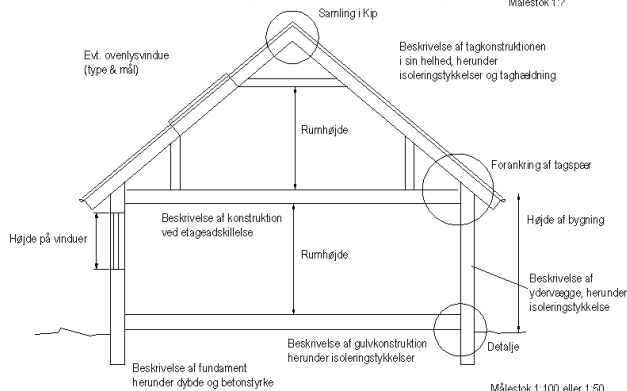 Målestok 1:?
Samling i Kip
Evt. ovenlysvindue
(type & mål)
Beskrivelse af tagkonstruktionen
i sin helhed, herunder
isoleringstykkelser og taghældning
Rumhøjde
Forankring af tagspær
Beskrivelse af konstruktion
ved etageadskillelse
Højde på vinduer
Højde af bygning
Rumhøjde
Beskrivelse af
ydervægge, herunder
isoleringstykkelse
Beskrivelse af gulvkonstruktion
herunder isoleringstykkelser
Detalje
Beskrivelse af fundament
herunder dybde og betonstyrke
Målestok 1:100 eller 1:50